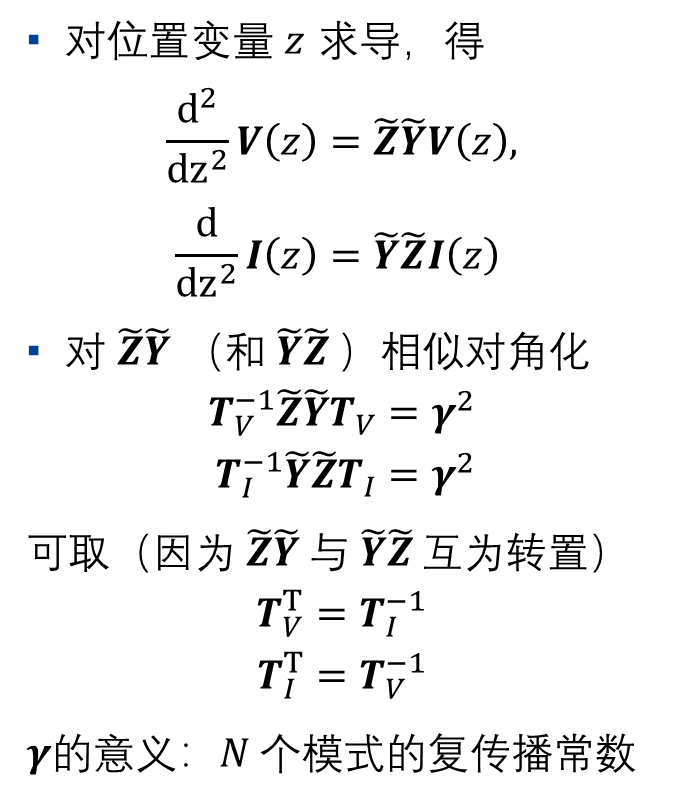 ▪ 对位置变量 z 求导，得
d²/dz² V(z) = Z̃ỸV(z),
d/dz² I(z) = ỸZ̃I(z)
▪ 对 Z̃Ỹ （和 ỸZ̃ ）相似对角化
T_V^{-1}Z̃ỸT_V = γ²
T_I^{-1}ỸZ̃T_I = γ²
可取（因为 Z̃Ỹ 与 ỸZ̃ 互为转置）
T_V^T = T_I^{-1}
T_I^T = T_V^{-1}
γ的意义：N 个模式的复传播常数